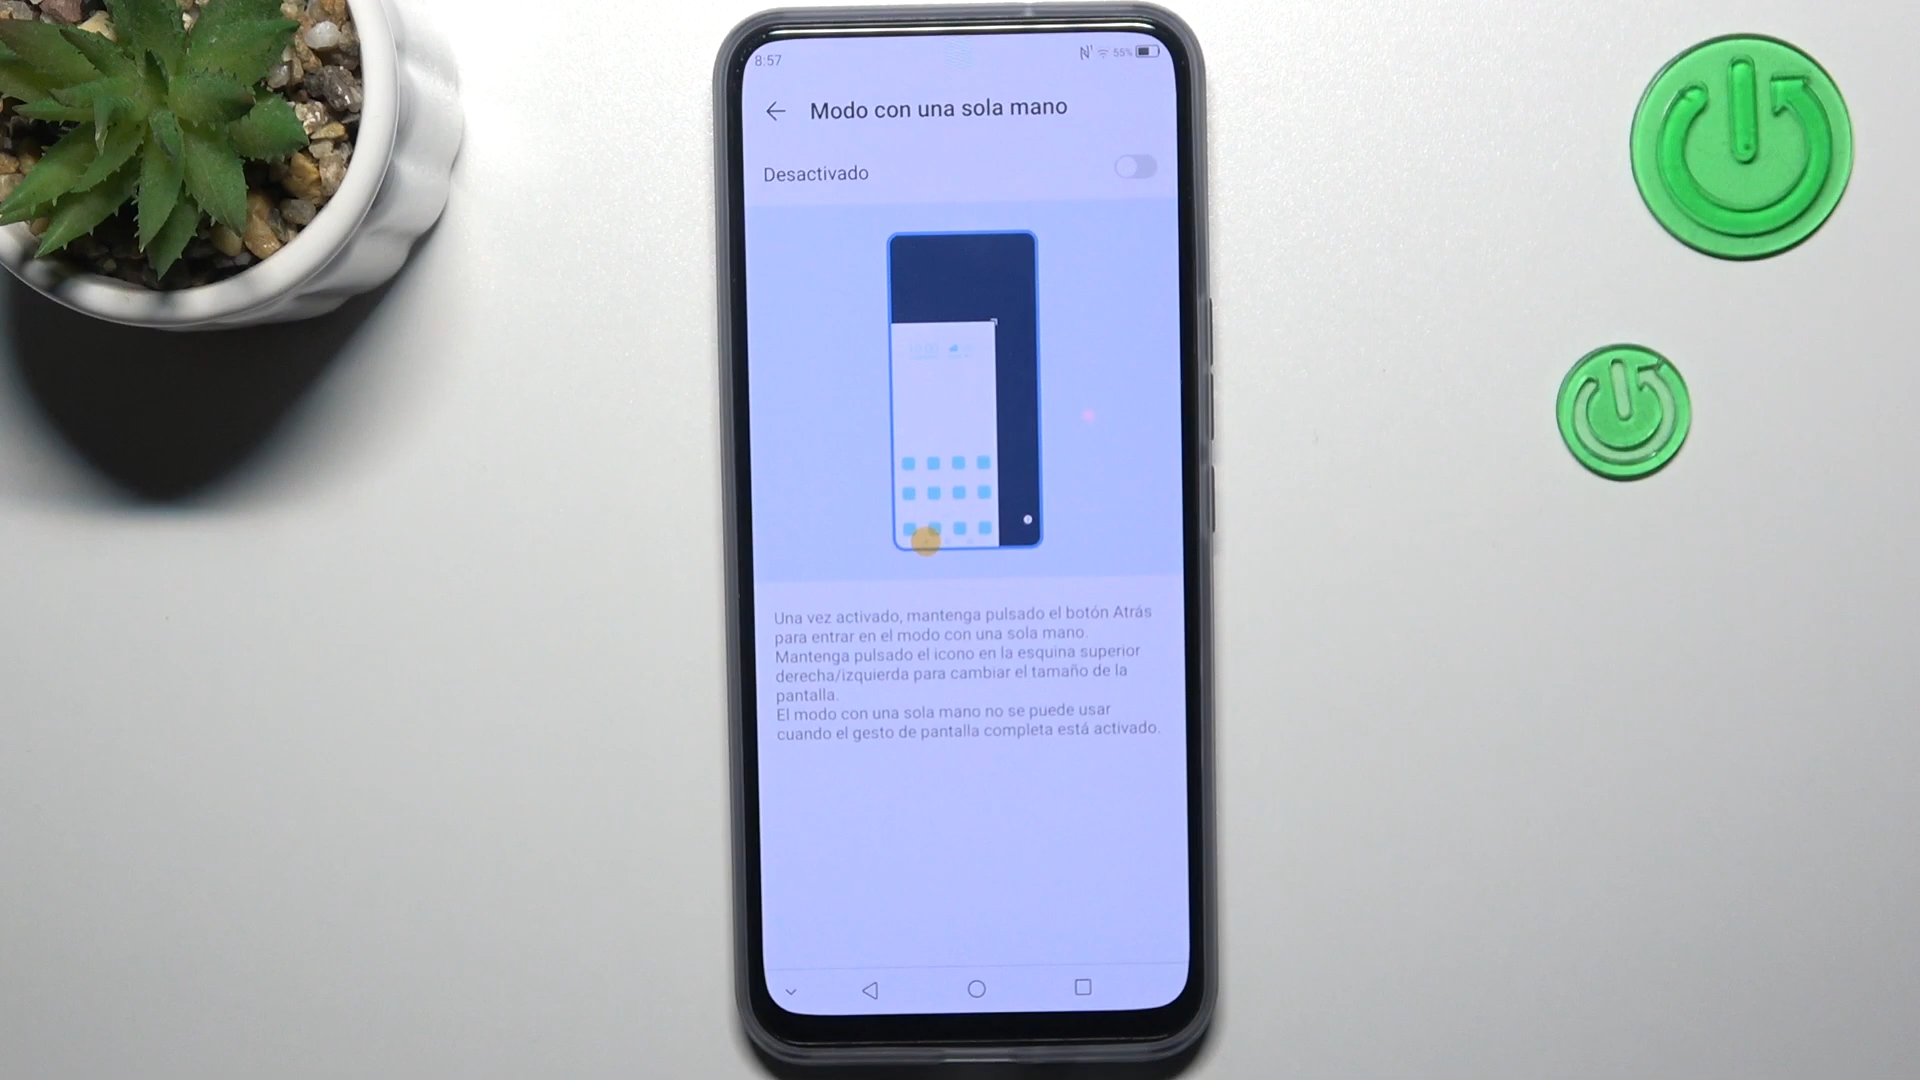 8:57
55%
Modo con una sola mano
Desactivado
Una vez activado, mantenga pulsado el botón Atrás
para entrar en el modo con una sola mano.
Mantenga pulsado el icono en la esquina superior
derecha/izquierda para cambiar el tamaño de la
pantalla.
El modo con una sola mano no se puede usar
cuando el gesto de pantalla completa está activado.